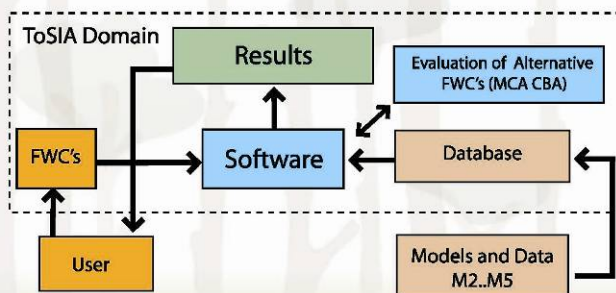 ToSIA Domain
Results
Evaluation of Alternative
FWC's (MCA CBA)
FWC's
Software
Database
User
Models and Data
M2..M5